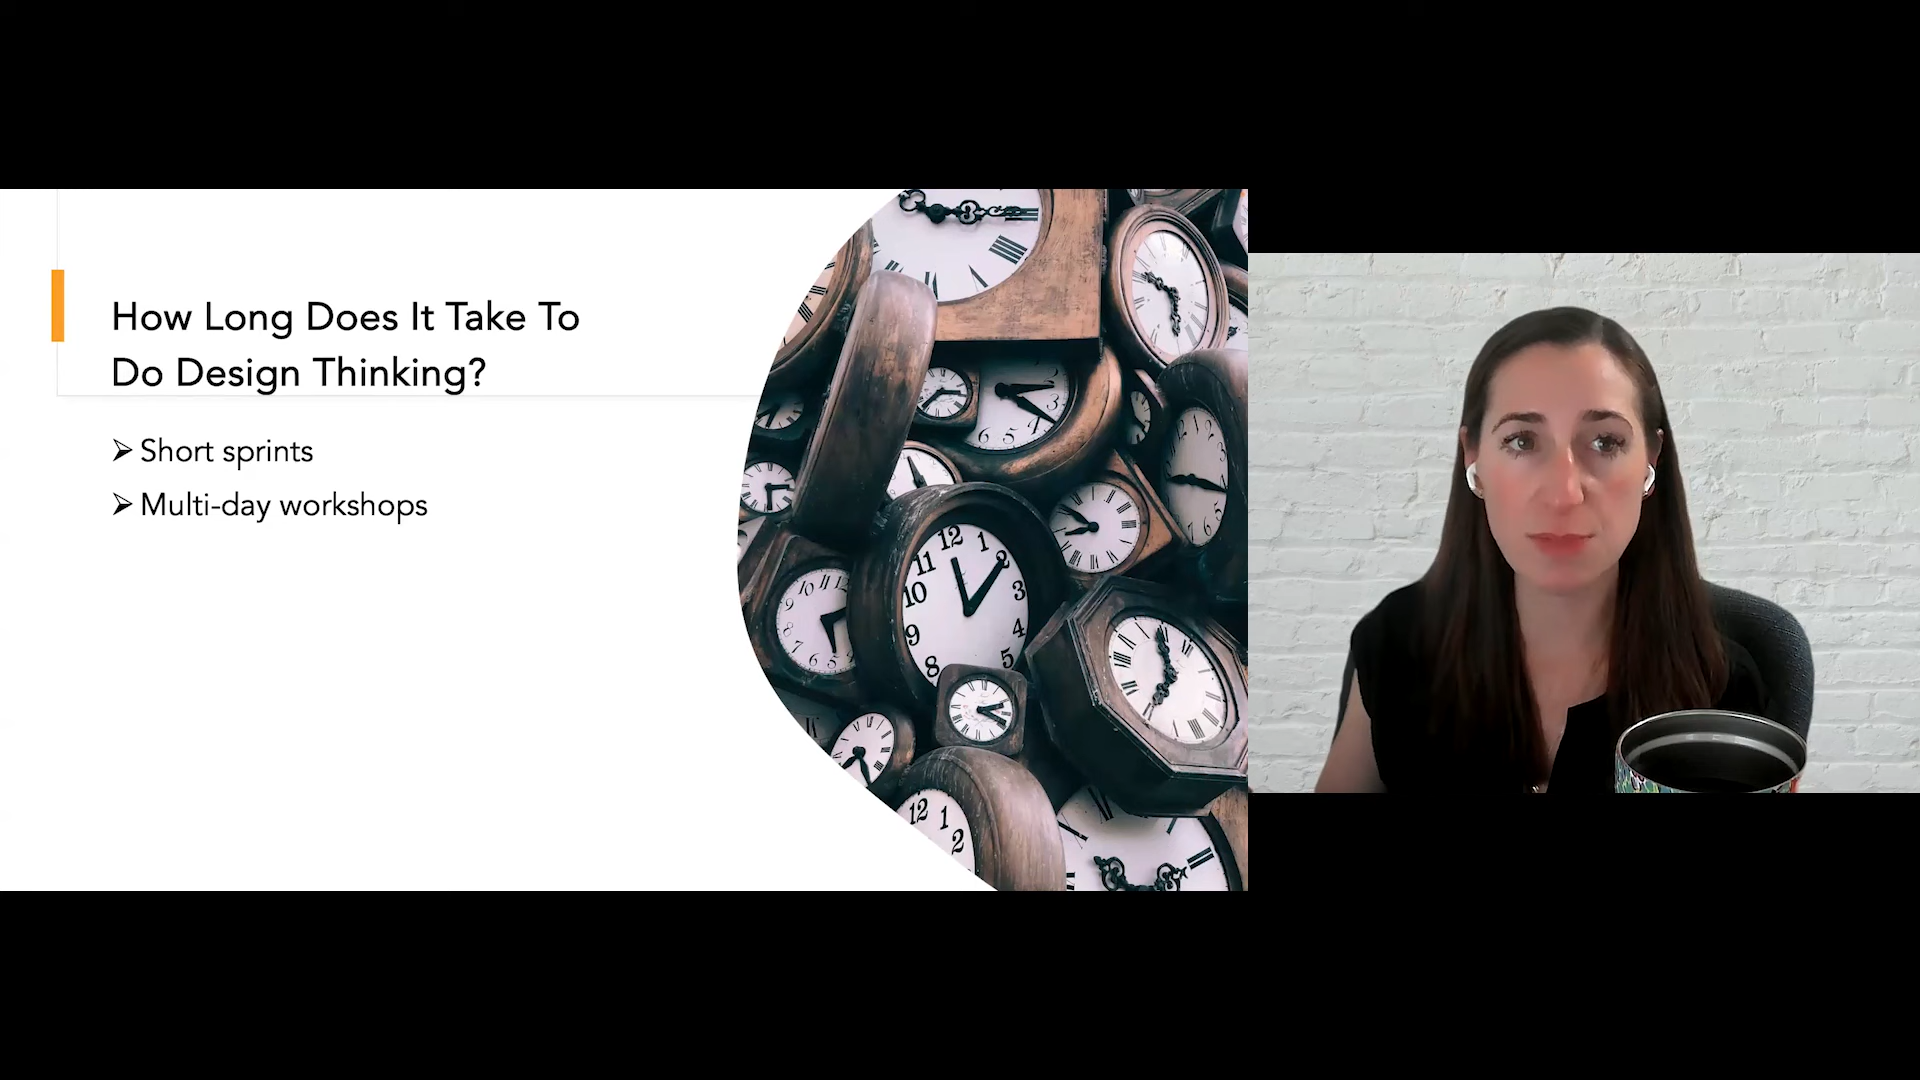 How Long Does It Take To
Do Design Thinking?
➢ Short sprints
➢ Multi-day workshops